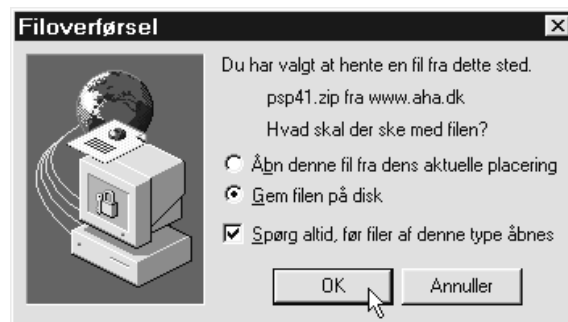 Filoverførsel
Du har valgt at hente en fil fra dette sted.
psp41.zip fra www.aha.dk
Hvad skal der ske med filen?
Åbn denne fil fra dens aktuelle placering
Gem filen på disk
Spørg altid, før filer af denne type åbnes
OK
Annuller